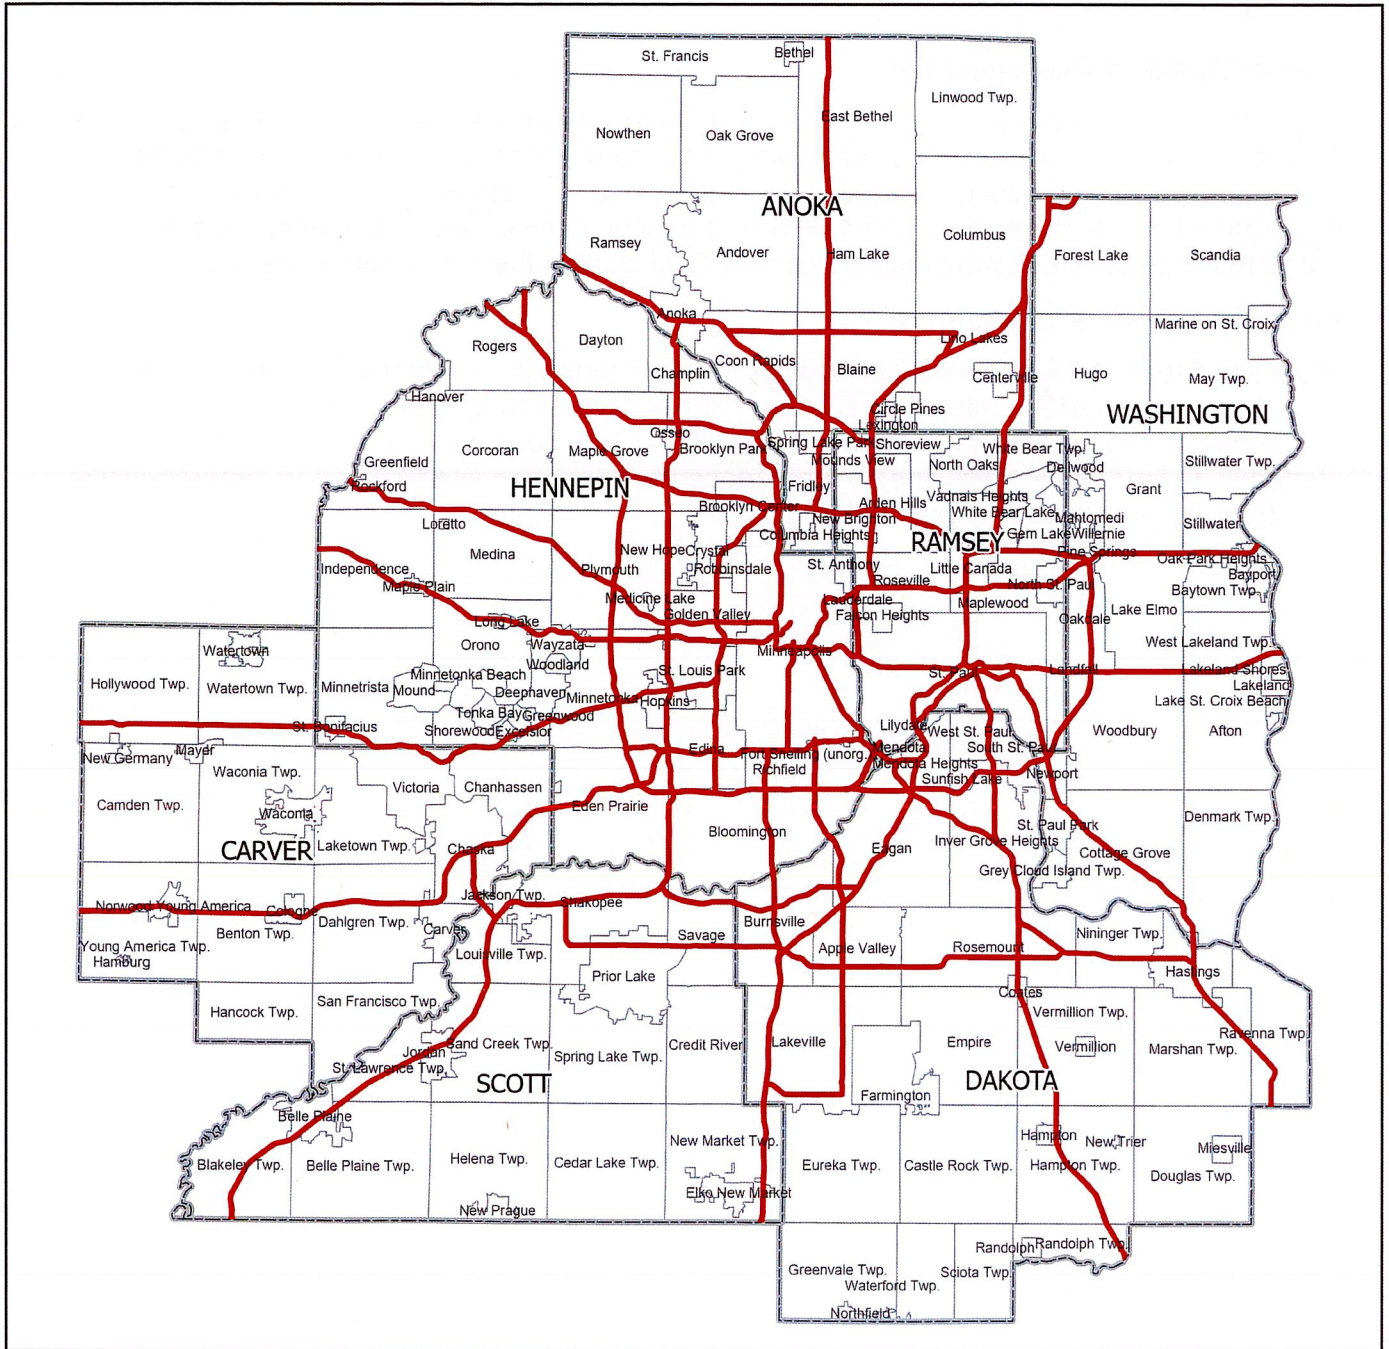 St. Francis
Bethel
Linwood Twp.
East Bethel
Nowthen
Oak Grove
ANOKA
Ramsey
Andover
Ham Lake
Columbus
Forest Lake
Scandia
Anoka
Marine on St. Croix
Rogers
Dayton
Lino Lakes
Coon Rapids
Blaine
Champlin
Centerville
Hugo
May Twp.
Hanover
Circle Pines
WASHINGTON
Lexington
Osseo
Corcoran
Maple Grove
Brooklyn Park
Spring Lake Park
Shoreview
White Bear Twp.
Mounds View
North Oaks
Dellwood
Stillwater Twp.
Greenfield
Rockford
HENNEPIN
Fridley
Grant
Vadnais Heights
Arden Hills
Brooklyn Center
White Bear Lake
New Brighton
Mahtomedi
Stillwater
Loretto
Columbia Heights
Gem Lake
Willernie
RAMSEY
Medina
New Hope
Crystal
Pine Springs
Oak Park Heights
Independence
Plymouth
Robbinsdale
St. Anthony
Little Canada
Bayport
Roseville
North St. Paul
Maple Plain
Baytown Twp.
Medicine Lake
Lauderdale
Maplewood
Lake Elmo
Golden Valley
Falcon Heights
Oakdale
Long Lake
Orono
Wayzata
West Lakeland Twp.
Watertown
Minneapolis
Woodland
St. Louis Park
St. Paul
Landfall
Lakeland Shores
Minnetonka Beach
Hollywood Twp.
Watertown Twp.
Minnetrista
Mound
Deephaven
Minnetonka
Hopkins
Lakeland
Lake St. Croix Beach
Tonka Bay
Greenwood
St. Bonifacius
Shorewood
Excelsior
Lilydale
West St. Paul
Woodbury
Afton
Mayer
New Germany
Edina
Fort Snelling (unorg.
Mendota
South St. Paul
Richfield
Mendota Heights
Waconia Twp.
Newport
Sunfish Lake
Victoria
Chanhassen
Camden Twp.
Waconia
Eden Prairie
Denmark Twp.
St. Paul Park
Bloomington
CARVER
Laketown Twp.
Chaska
Eagan
Inver Grove Heights
Cottage Grove
Grey Cloud Island Twp.
Jackson Twp.
Norwood Young America
Cologne
Shakopee
Dahlgren Twp.
Carver
Burnsville
Benton Twp.
Savage
Nininger Twp.
Young America Twp.
Louisville Twp.
Apple Valley
Rosemount
Hamburg
Prior Lake
Hastings
Coates
San Francisco Twp.
Hancock Twp.
Vermillion Twp.
Ravenna Twp.
Sand Creek Twp.
Credit River
Lakeville
Empire
Vermillion
Marshan Twp.
Jordan
Spring Lake Twp.
St. Lawrence Twp.
SCOTT
DAKOTA
Farmington
Belle Plaine
Hampton
New Trier
New Market Twp.
Miesville
Blakeley Twp.
Belle Plaine Twp.
Helena Twp.
Cedar Lake Twp.
Eureka Twp.
Castle Rock Twp.
Hampton Twp.
Douglas Twp.
Elko New Market
New Prague
Randolph
Randolph Twp.
Greenvale Twp.
Sciota Twp.
Waterford Twp.
Northfield